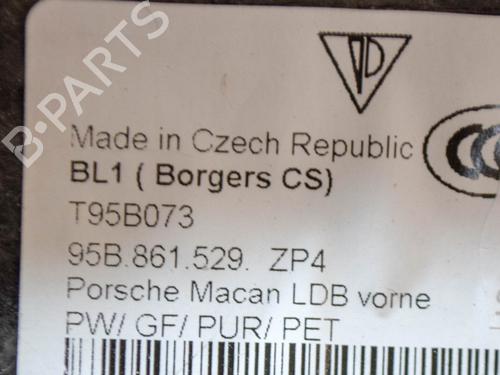 Made in Czech Republic
BL1 ( Borgers CS)
T95B073
95B.861.529. ZP4
Porsche Macan LDB vorne
PW/ GF/ PUR/ PET
B-PARTS